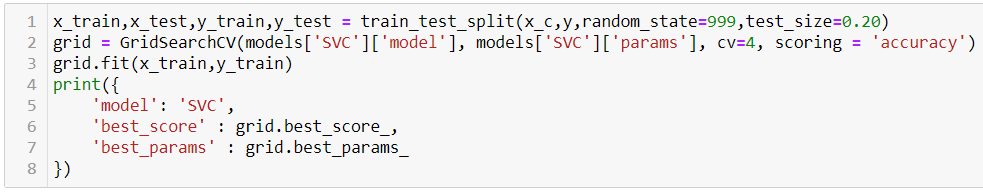 1 x_train,x_test,y_train,y_test = train_test_split(x_c,y,random_state=999,test_size=0.20)
2 grid = GridSearchCV(models['SVC']['model'], models['SVC']['params'], cv=4, scoring = 'accuracy')
3 grid.fit(x_train,y_train)
4 print({
5     'model': 'SVC',
6     'best_score' : grid.best_score_,
7     'best_params' : grid.best_params_
8 })